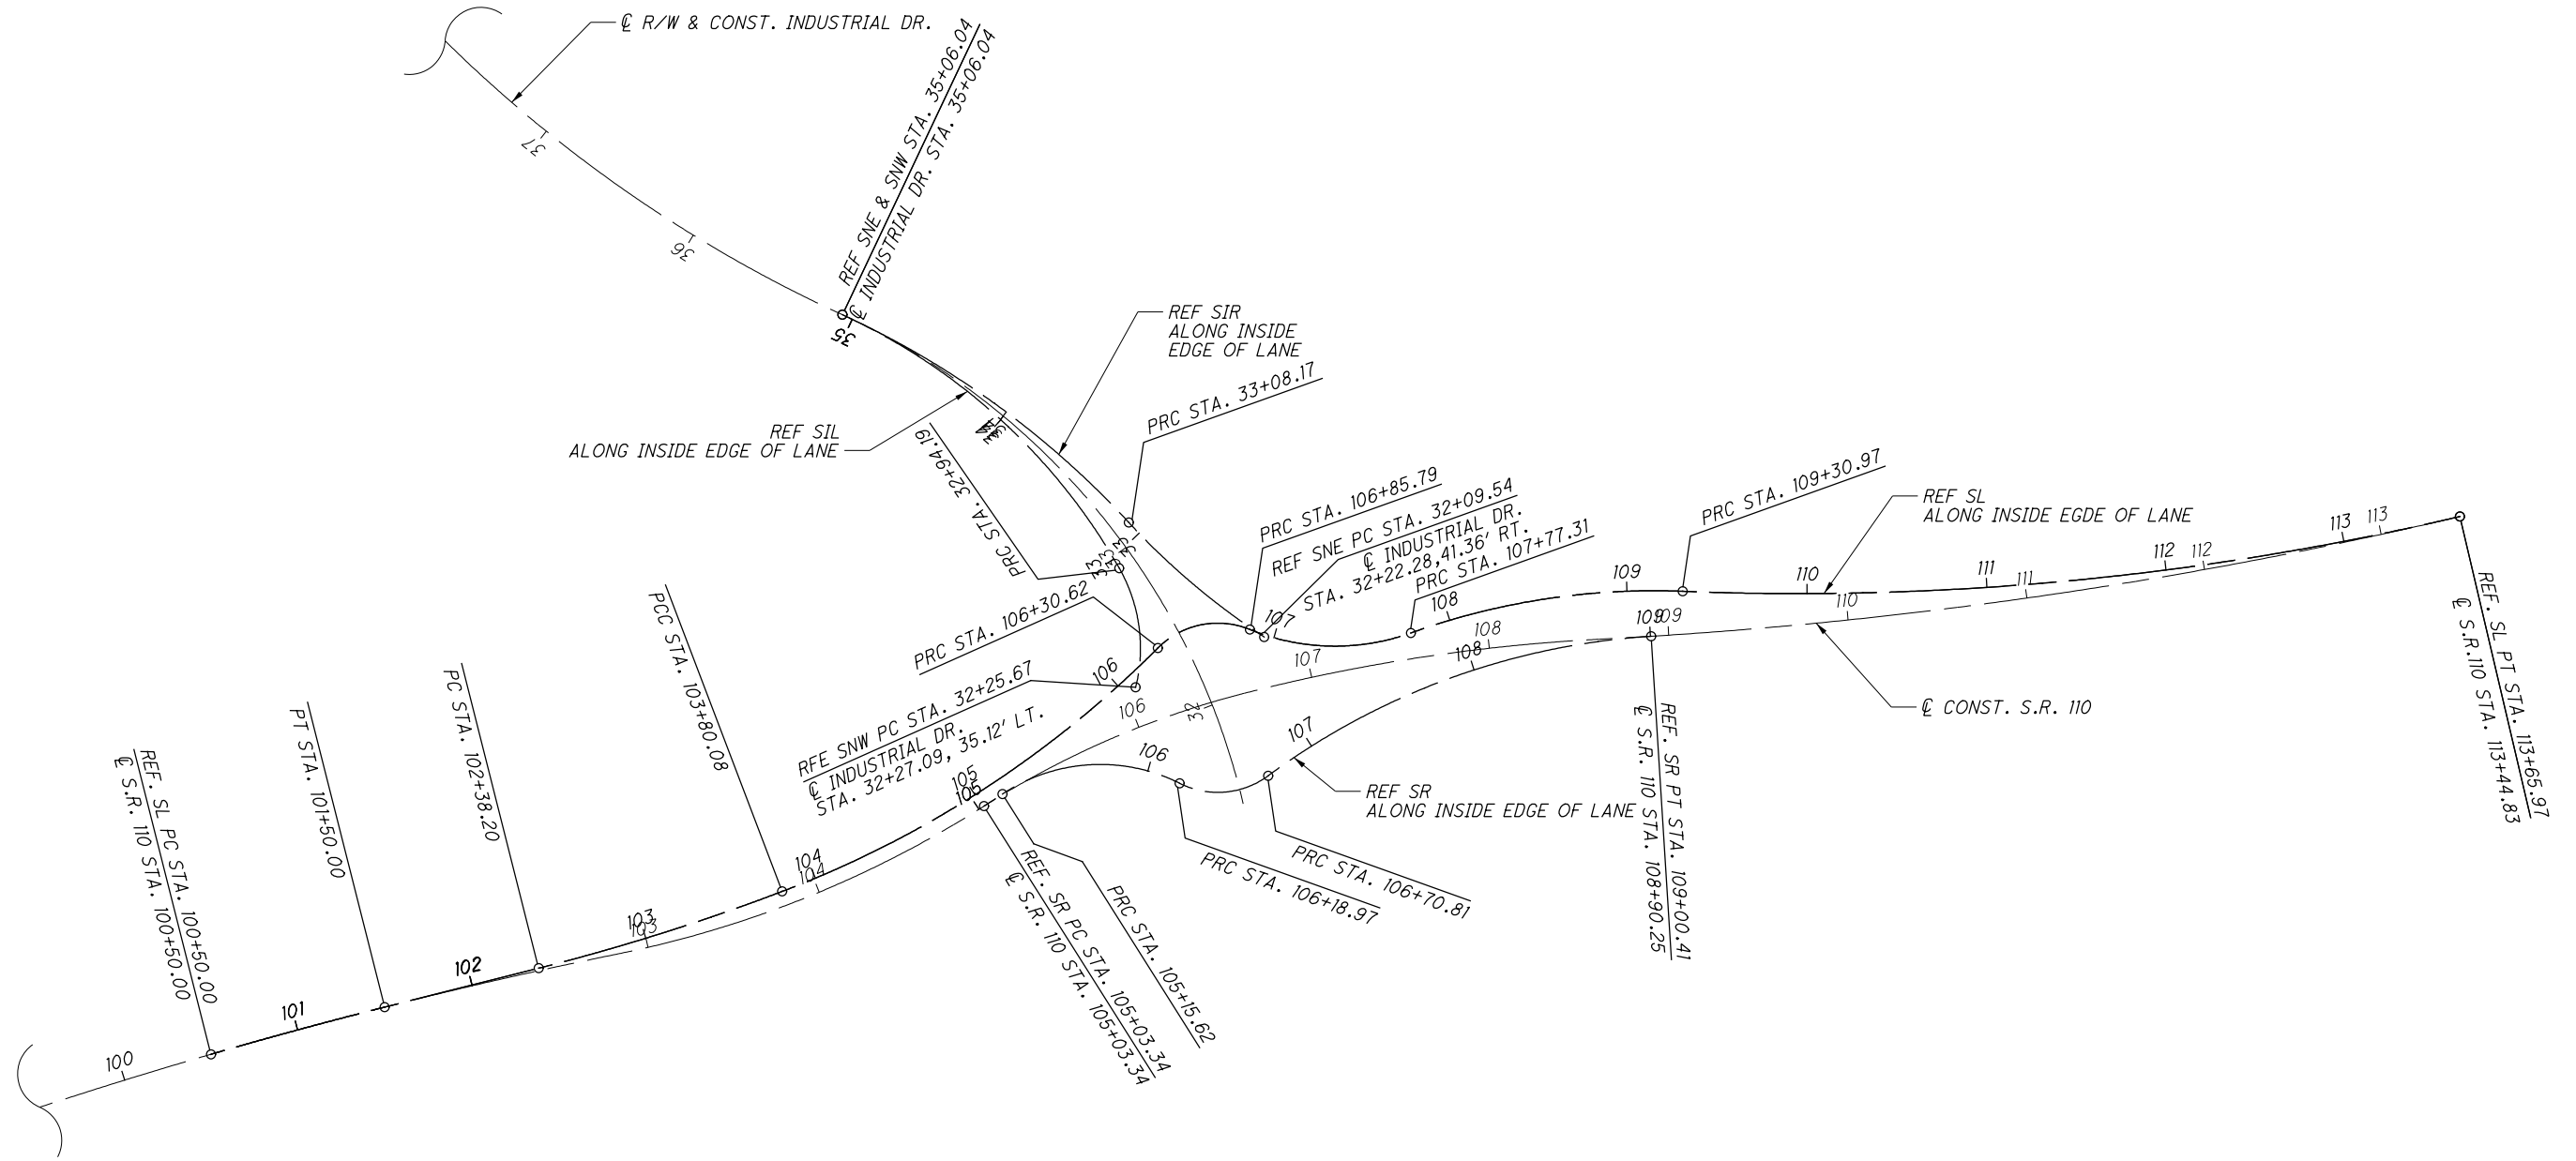 ℄ R/W & CONST. INDUSTRIAL DR.
37
36
REF SNE & SNW STA. 35+06.04
℄ INDUSTRIAL DR. STA. 35+06.04
35
REF SIR
ALONG INSIDE
EDGE OF LANE
REF SIL
ALONG INSIDE EDGE OF LANE
34
PRC STA. 33+08.17
PRC STA. 32+94.19
33
33
33
PRC STA. 106+85.79
REF SNE PC STA. 32+09.54
℄ INDUSTRIAL DR.
STA. 32+22.28,41.36' RT.
PRC STA. 107+77.31
PRC STA. 109+30.97
REF SL
ALONG INSIDE EGDE OF LANE
107
108
109
110
111
112
113
113
112
111
110
109
109
108
108
107
106
32
PRC STA. 106+30.62
106
RFE SNW PC STA. 32+25.67
℄ INDUSTRIAL DR.
STA. 32+27.09, 35.12' LT.
PCC STA. 103+80.08
PC STA. 102+38.20
PT STA. 101+50.00
REF. SL PC STA. 100+50.00
℄ S.R. 110 STA. 100+50.00
100
101
102
103
103
104
104
105
105
106
107
REF. SR PC STA. 105+03.34
℄ S.R. 110 STA. 105+03.34
PRC STA. 105+15.62
PRC STA. 106+18.97
PRC STA. 106+70.81
REF SR
ALONG INSIDE EDGE OF LANE
REF. SR PT STA. 109+00.41
℄ S.R. 110 STA. 108+90.25
℄ CONST. S.R. 110
REF. SL PT STA. 113+65.97
℄ S.R.110 STA. 113+44.83